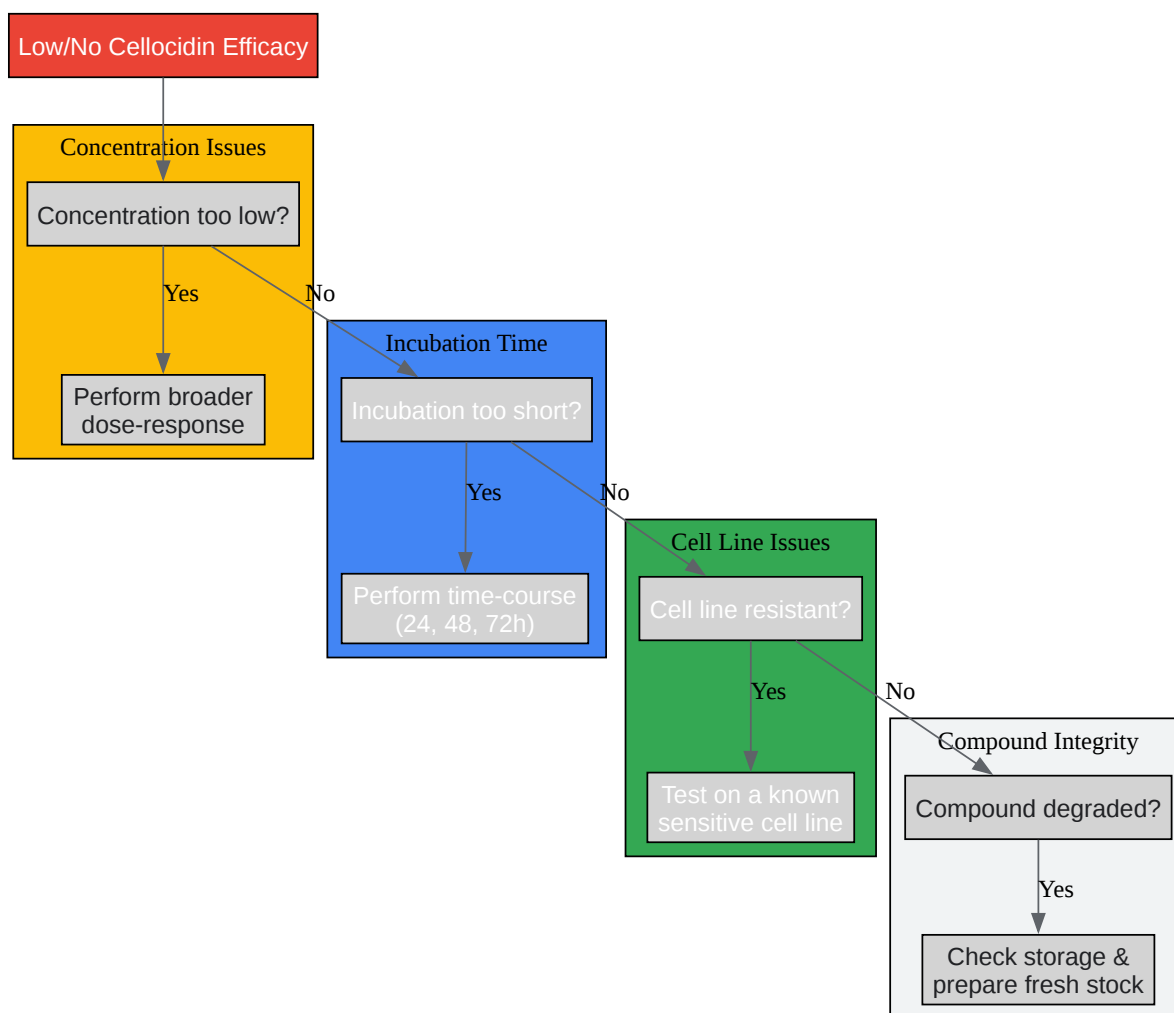 Low/No Cellocidin Efficacy
Concentration Issues
Concentration too low?
Yes
No
Perform broader
dose-response
Incubation Time
Incubation too short?
Yes
No
Perform time-course
(24, 48, 72h)
Cell Line Issues
Cell line resistant?
Yes
No
Test on a known
sensitive cell line
Compound Integrity
Compound degraded?
Yes
Check storage &
prepare fresh stock